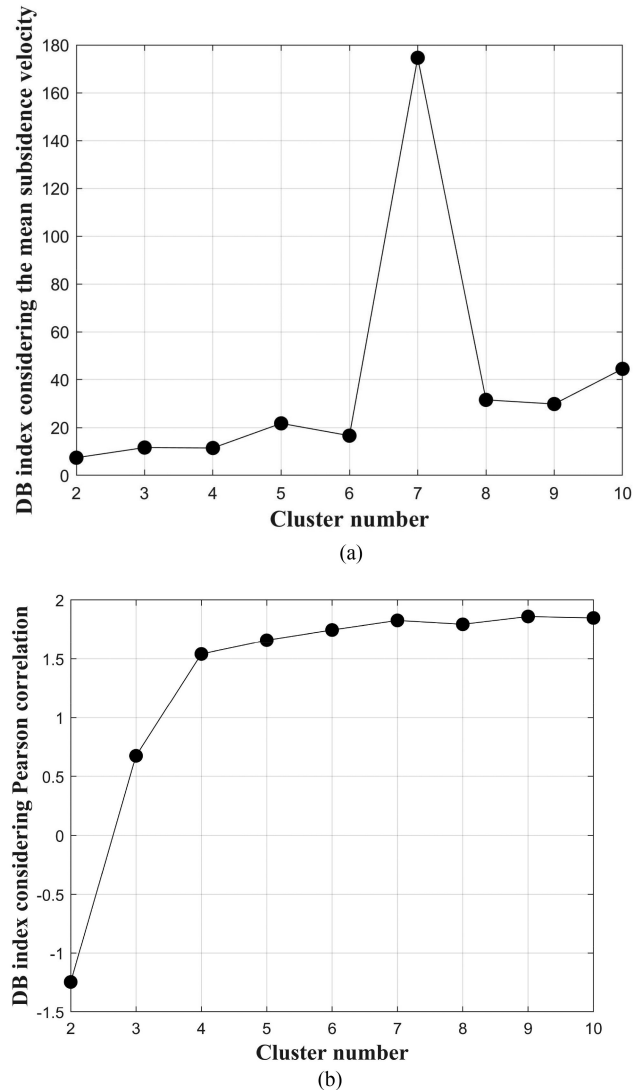 DB index considering the mean subsidence velocity
180
160
140
120
100
80
60
40
20
0
2 3 4 5 6 7 8 9 10
Cluster number
(a)
DB index considering Pearson correlation
2
1.5
1
0.5
0
-0.5
-1
-1.5
2 3 4 5 6 7 8 9 10
Cluster number
(b)